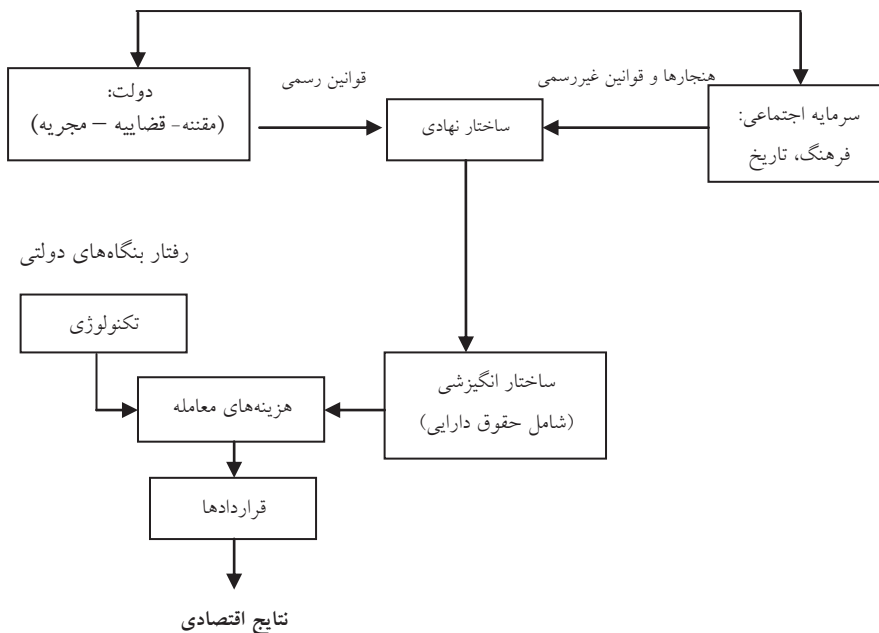 هنجارها و قوانین غیررسمی
قوانین رسمی
سرمایه اجتماعی:
فرهنگ، تاریخ
ساختار نهادی
دولت:
(مقننه- قضاییه – مجریه)
رفتار بنگاه‌های دولتی
تکنولوژی
ساختار انگیزشی
(شامل حقوق دارایی)
هزینه‌های معامله
قراردادها
نتایج اقتصادی